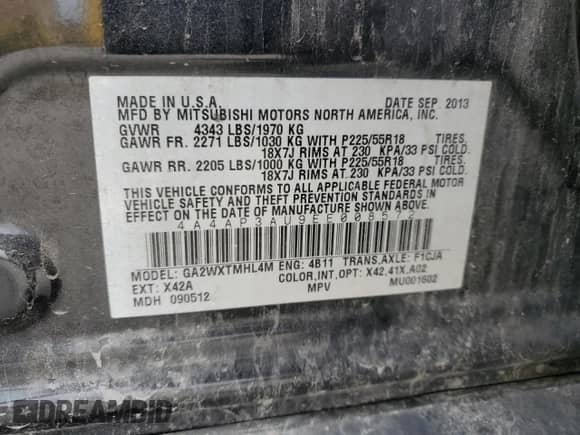 MADE IN U.S.A. DATE SEP. 2013
MFD BY MITSUBISHI MOTORS NORTH AMERICA, INC.
GVWR 4343 LBS/1970 KG
GAWR FR. 2271 LBS/1030 KG WITH P225/55R18 TIRES.
18X7J RIMS AT 230 KPA/33 PSI COLD.
GAWR RR. 2205 LBS/1000 KG WITH P225/55R18 TIRES.
18X7J RIMS AT 230 KPA/33 PSI COLD.
THIS VEHICLE CONFORMS TO ALL APPLICABLE FEDERAL MOTOR
VEHICLE SAFETY AND THEFT PREVENTION STANDARDS IN
EFFECT ON THE DATE OF MANUFACTURE SHOWN ABOVE.
MODEL: GA2WXTMHL4M ENG: 4B11 TRANS,AXLE: F1CJA
EXT: X42A COLOR,INT,OPT: X42,41X,A02
MDH 090512 MPV MU001602
DREAMBID